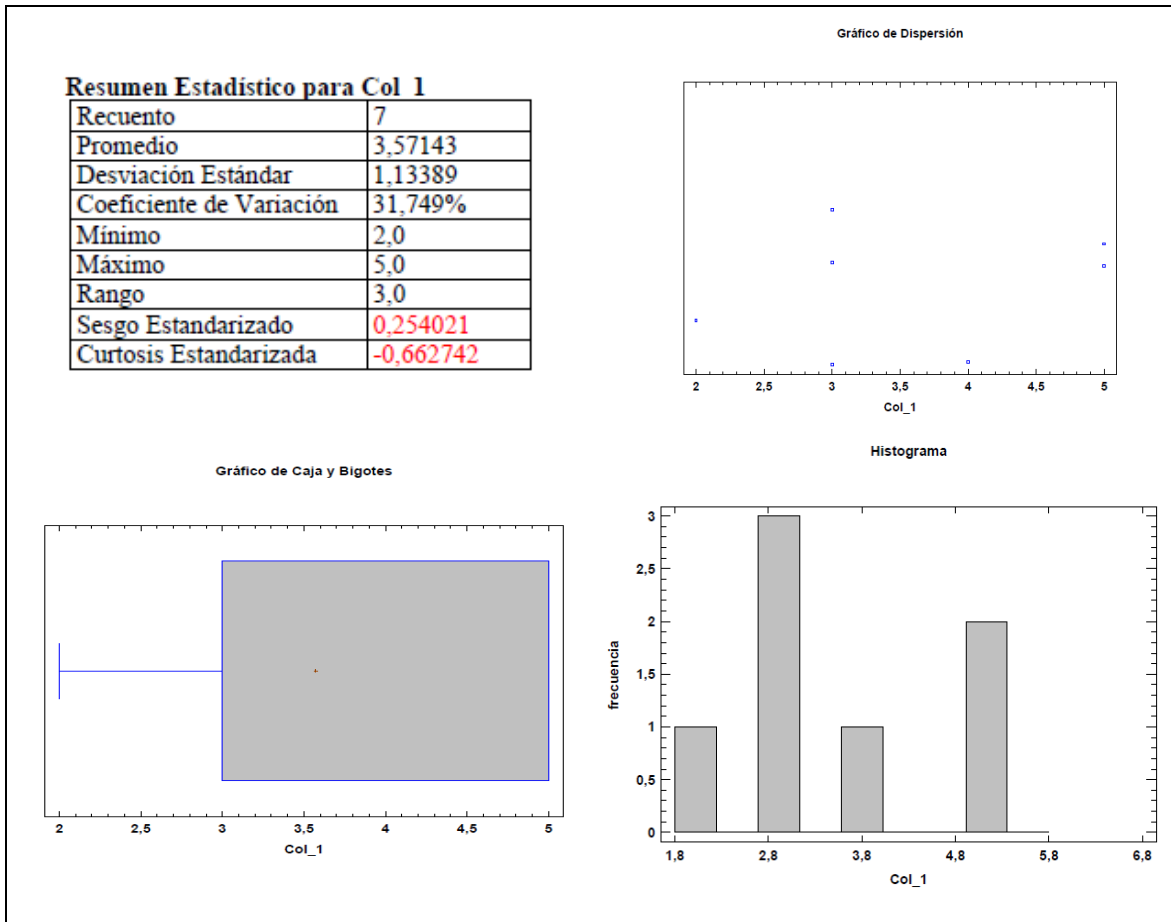 Resumen Estadístico para Col_1
Recuento 7
Promedio 3,57143
Desviación Estándar 1,13389
Coeficiente de Variación 31,749%
Mínimo 2,0
Máximo 5,0
Rango 3,0
Sesgo Estandarizado 0,254021
Curtosis Estandarizada -0,662742
Gráfico de Dispersión
2 2,5 3 3,5 4 4,5 5
Col_1
Gráfico de Caja y Bigotes
2 2,5 3 3,5 4 4,5 5
Col_1
Histograma
frecuencia
3
2,5
2
1,5
1
0,5
0
1,8 2,8 3,8 4,8 5,8 6,8
Col_1